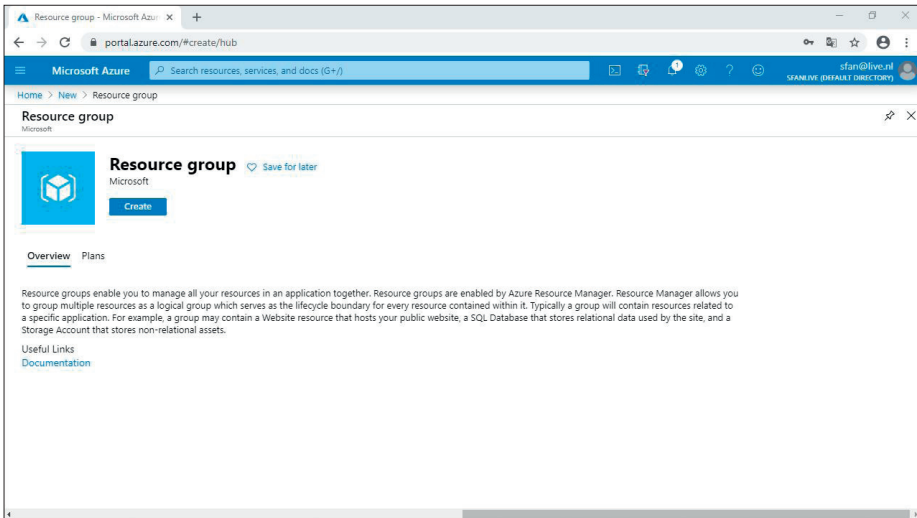 Resource group - Microsoft Azur
portal.azure.com/#create/hub
Microsoft Azure
Search resources, services, and docs (G+/)
1
sfan@live.nl
SFANLIVE (DEFAULT DIRECTORY)
Home > New > Resource group
Resource group
Microsoft
Resource group
Save for later
Microsoft
Create
Overview Plans
Resource groups enable you to manage all your resources in an application together. Resource groups are enabled by Azure Resource Manager. Resource Manager allows you
to group multiple resources as a logical group which serves as the lifecycle boundary for every resource contained within it. Typically a group will contain resources related to
a specific application. For example, a group may contain a Website resource that hosts your public website, a SQL Database that stores relational data used by the site, and a
Storage Account that stores non-relational assets.
Useful Links
Documentation